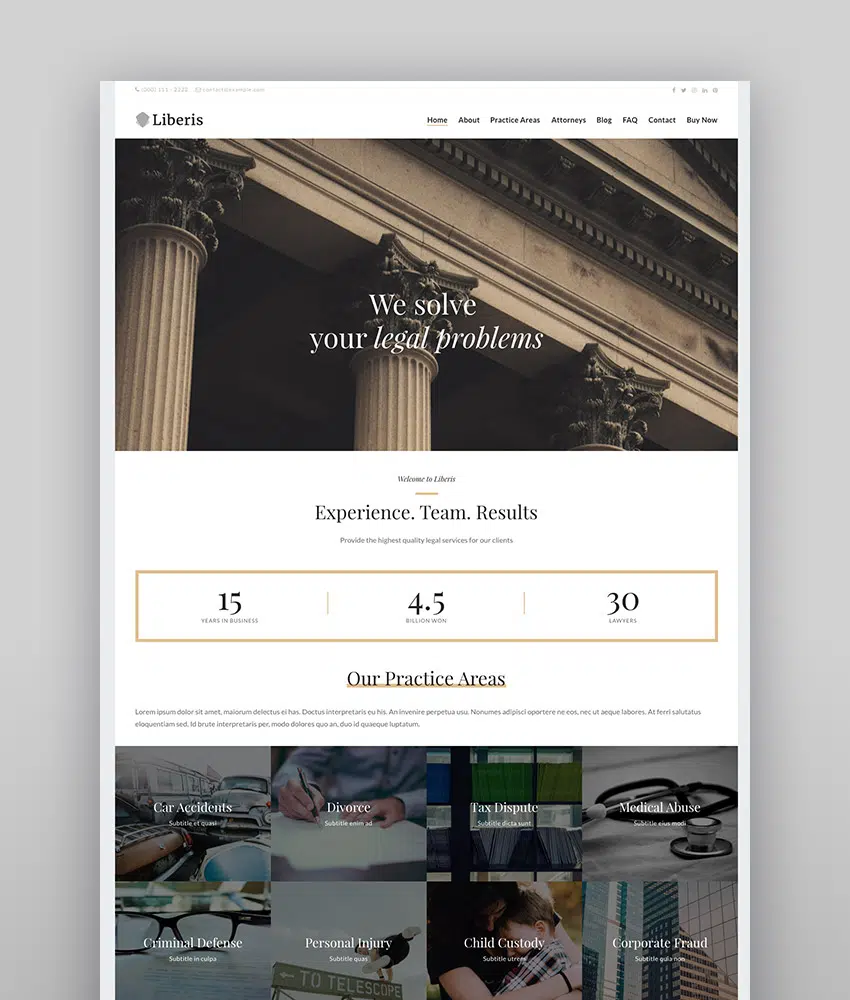 (000) 111 - 2222 contact@example.com
Liberis
Home About Practice Areas Attorneys Blog FAQ Contact Buy Now
We solve
your legal problems
Welcome to Liberis
Experience. Team. Results
Provide the highest quality legal services for our clients
15 4.5 30
YEARS IN BUSINESS BILLION WON LAWYERS
Our Practice Areas
Lorem ipsum dolor sit amet, maiorum delectus ei has. Doctus interpretaris eu his. An invenire perpetua usu. Nonumes adipisci oportere ne eos, nec ut aeque labores. At ferri salutatus
eloquentiam sed. Id brute interpretaris per, modo dolores quo an, duo id quaeque luptatum.
Car Accidents Divorce Tax Dispute Medical Abuse
Subtitle et quasi Subtitle enim ad Subtitle dicta sunt Subtitle eius modi
Criminal Defense Personal Injury Child Custody Corporate Fraud
Subtitle in culpa Subtitle quas Subtitle utrem Subtitle quia non
TO TELESCOPE